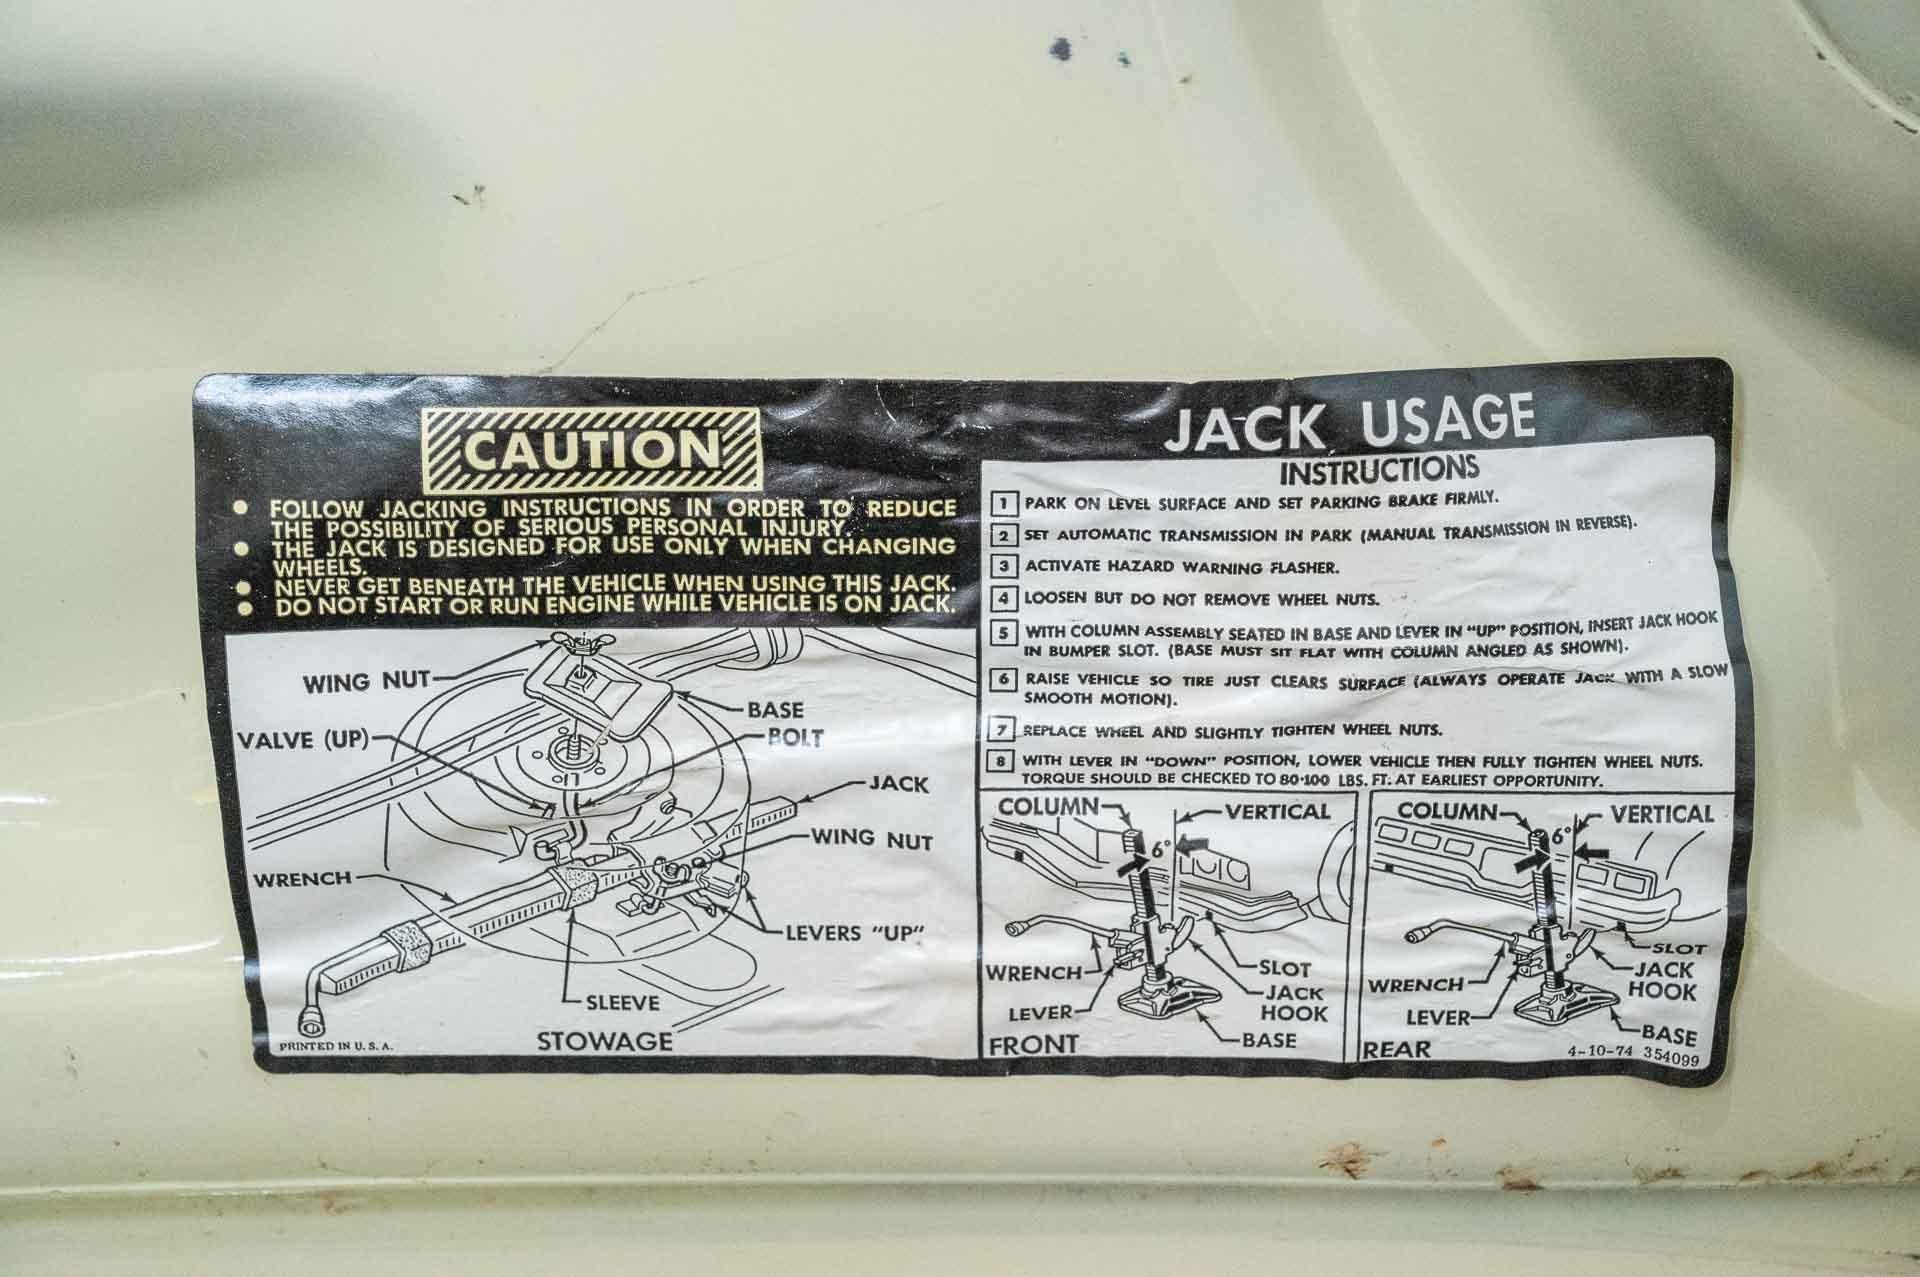 CAUTION
• FOLLOW JACKING INSTRUCTIONS IN ORDER TO REDUCE
THE POSSIBILITY OF SERIOUS PERSONAL INJURY.
• THE JACK IS DESIGNED FOR USE ONLY WHEN CHANGING
WHEELS.
• NEVER GET BENEATH THE VEHICLE WHEN USING THIS JACK.
• DO NOT START OR RUN ENGINE WHILE VEHICLE IS ON JACK.
WING NUT
VALVE (UP)
BASE
BOLT
JACK
WING NUT
WRENCH
LEVERS "UP"
SLEEVE
STOWAGE
PRINTED IN U. S. A.
JACK USAGE
INSTRUCTIONS
1 PARK ON LEVEL SURFACE AND SET PARKING BRAKE FIRMLY.
2 SET AUTOMATIC TRANSMISSION IN PARK (MANUAL TRANSMISSION IN REVERSE).
3 ACTIVATE HAZARD WARNING FLASHER.
4 LOOSEN BUT DO NOT REMOVE WHEEL NUTS.
5 WITH COLUMN ASSEMBLY SEATED IN BASE AND LEVER IN "UP" POSITION, INSERT JACK HOOK
IN BUMPER SLOT. (BASE MUST SIT FLAT WITH COLUMN ANGLED AS SHOWN).
6 RAISE VEHICLE SO TIRE JUST CLEARS SURFACE (ALWAYS OPERATE JACK WITH A SLOW
SMOOTH MOTION).
7 REPLACE WHEEL AND SLIGHTLY TIGHTEN WHEEL NUTS.
8 WITH LEVER IN "DOWN" POSITION, LOWER VEHICLE THEN FULLY TIGHTEN WHEEL NUTS.
TORQUE SHOULD BE CHECKED TO 80-100 LBS. FT. AT EARLIEST OPPORTUNITY.
COLUMN
VERTICAL
6°
WRENCH
SLOT
LEVER
JACK
HOOK
BASE
FRONT
COLUMN
VERTICAL
6°
SLOT
WRENCH
JACK
HOOK
LEVER
BASE
REAR
4-10-74 354099